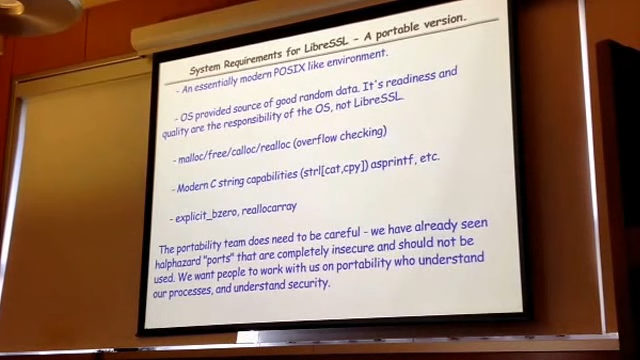 System Requirements for LibreSSL - A portable version.
- An essentially modern POSIX like environment.
- OS provided source of good random data. It's readiness and
quality are the responsibility of the OS, not LibreSSL.
- malloc/free/calloc/realloc (overflow checking)
- Modern C string capabilities (strl[cat,cpy]) asprintf, etc.
- explicit_bzero, reallocarray
The portability team does need to be careful - we have already seen
halphazard "ports" that are completely insecure and should not be
used. We want people to work with us on portability who understand
our processes, and understand security.